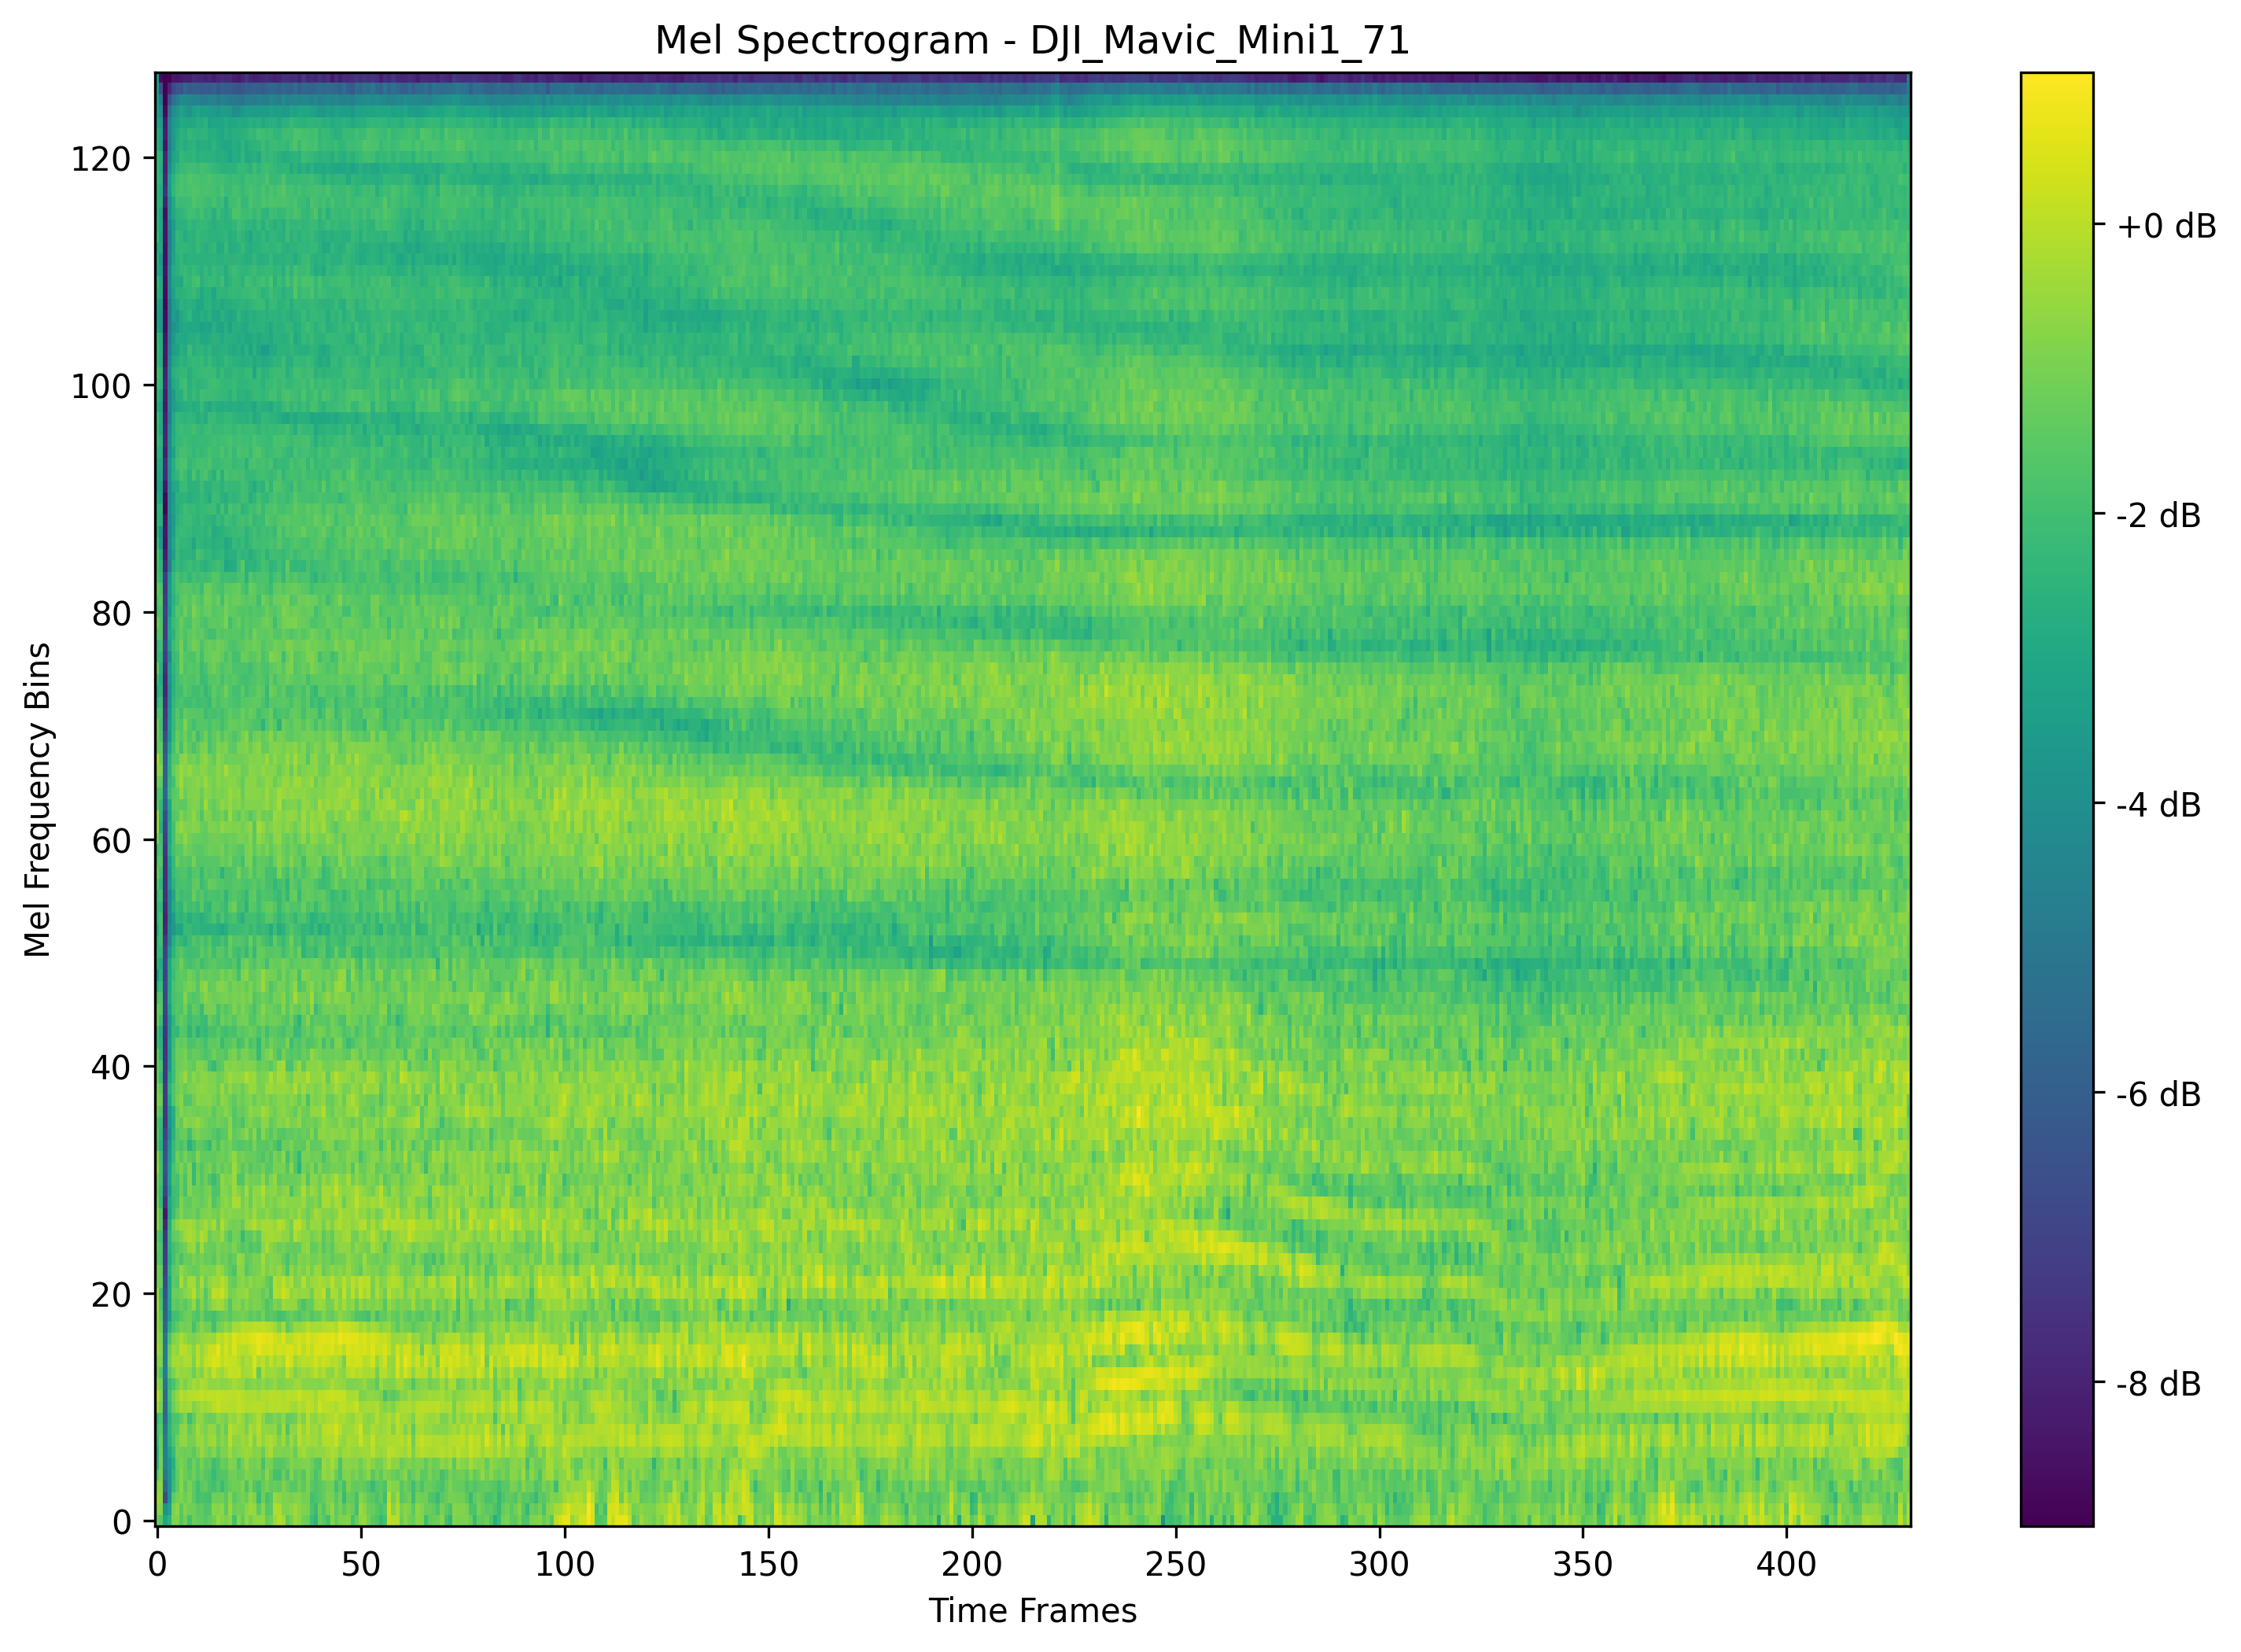 Mel Spectrogram - DJI_Mavic_Mini1_71
Mel Frequency Bins
120
100
80
60
40
20
0
0 50 100 150 200 250 300 350 400
Time Frames
+0 dB
-2 dB
-4 dB
-6 dB
-8 dB